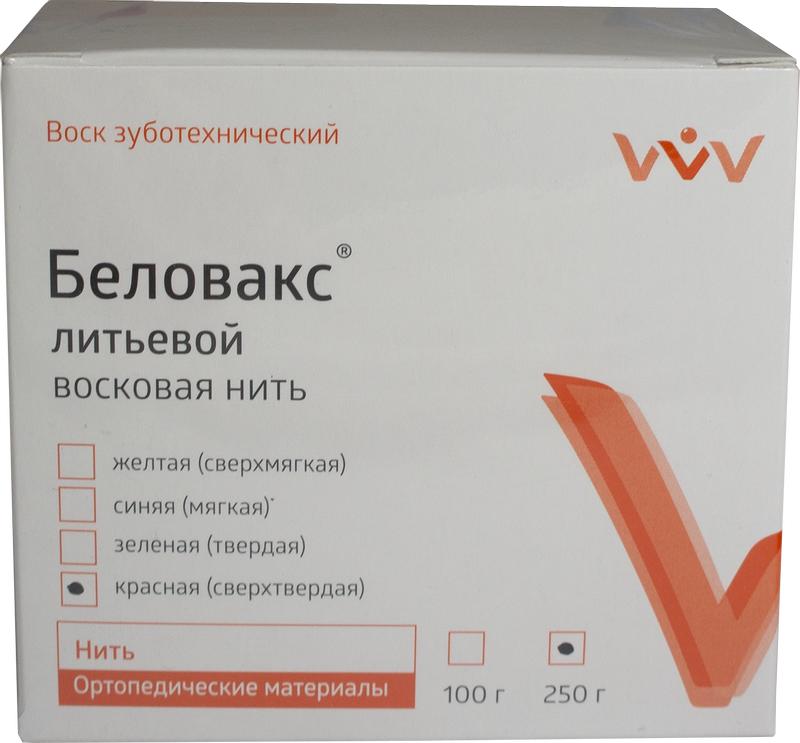 Воск зуботехнический
VVV
Беловакс®
литьевой
восковая нить
желтая (сверхмягкая)
синяя (мягкая)
зеленая (твердая)
красная (сверхтвердая)
Нить
Ортопедические материалы
100 г
250 г